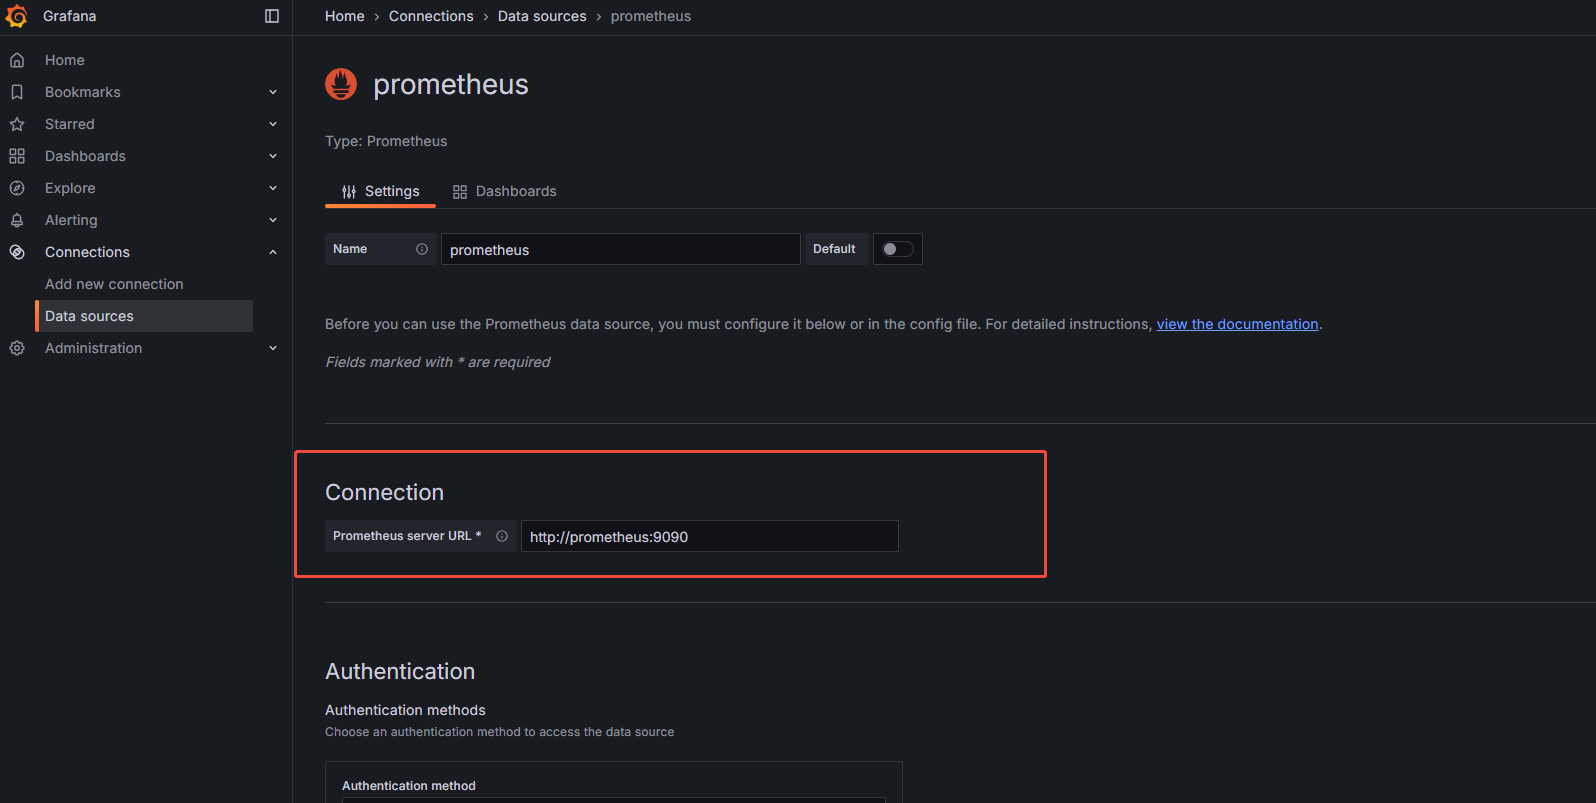 Grafana
Home › Connections › Data sources › prometheus
Home
Bookmarks
Starred
Dashboards
Explore
Alerting
Connections
Add new connection
Data sources
Administration
prometheus
Type: Prometheus
Settings
Dashboards
Name
prometheus
Default
Before you can use the Prometheus data source, you must configure it below or in the config file. For detailed instructions, view the documentation.
Fields marked with * are required
Connection
Prometheus server URL *
http://prometheus:9090
Authentication
Authentication methods
Choose an authentication method to access the data source
Authentication method